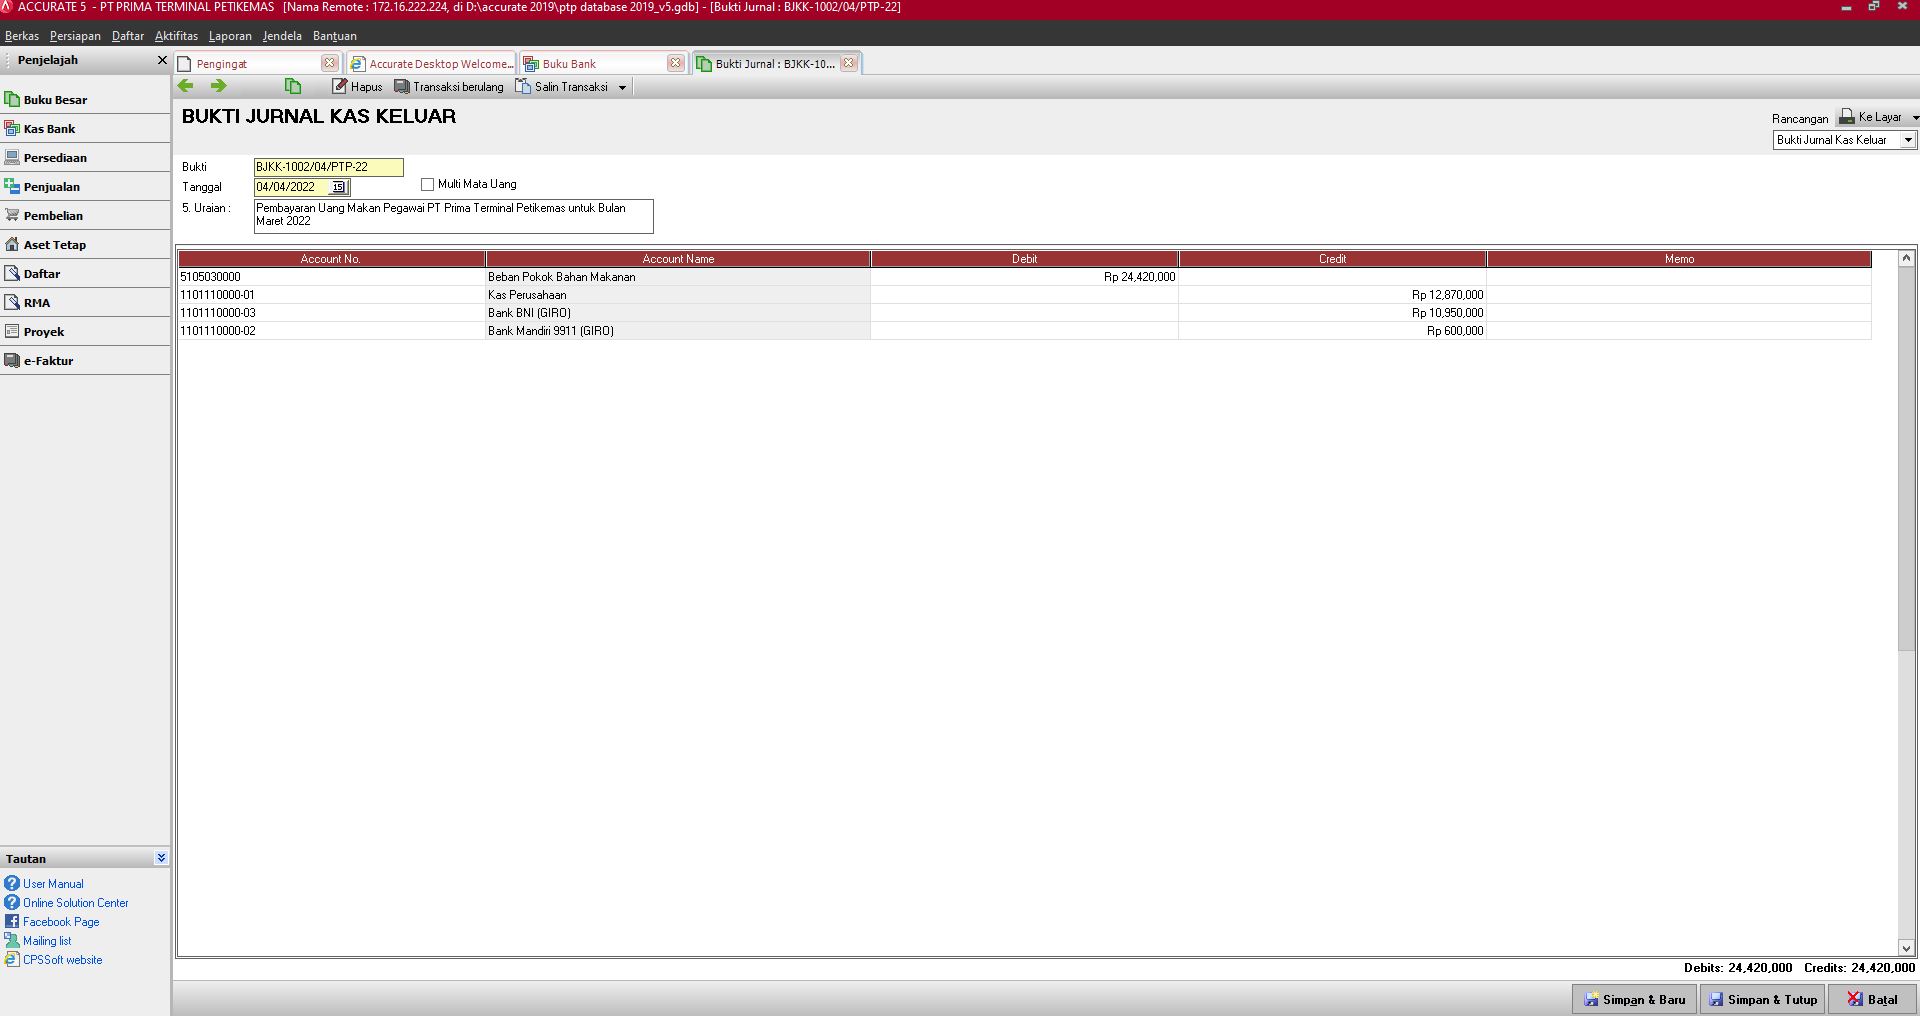 ACCURATE 5 - PT PRIMA TERMINAL PETIKEMAS [Nama Remote : 172.16.222.224, di D:\accurate 2019\ptp database 2019_v5.gdb] - [Bukti Jurnal : BJKK-1002/04/PTP-22]
Berkas Persiapan Daftar Aktifitas Laporan Jendela Bantuan
Penjelajah
Pengingat
Accurate Desktop Welcome...
Buku Bank
Bukti Jurnal : BJKK-10...
Hapus Transaksi berulang Salin Transaksi
Buku Besar
Kas Bank
Persediaan
Penjualan
Pembelian
Aset Tetap
Daftar
RMA
Proyek
e-Faktur
BUKTI JURNAL KAS KELUAR
Rancangan Ke Layar
Bukti Jurnal Kas Keluar
Bukti BJKK-1002/04/PTP-22
Tanggal 04/04/2022 15 Multi Mata Uang
5. Uraian : Pembayaran Uang Makan Pegawai PT Prima Terminal Petikemas untuk Bulan
Maret 2022
Account No. Account Name Debit Credit Memo
5105030000 Beban Pokok Bahan Makanan Rp 24,420,000
1101110000-01 Kas Perusahaan Rp 12,870,000
1101110000-03 Bank BNI (GIRO) Rp 10,950,000
1101110000-02 Bank Mandiri 9911 (GIRO) Rp 600,000
Tautan
User Manual
Online Solution Center
Facebook Page
Mailing list
CPSSoft website
Debits: 24,420,000 Credits: 24,420,000
Simpan & Baru Simpan & Tutup Batal